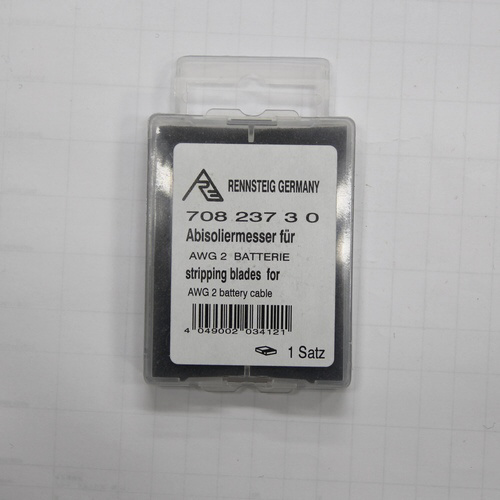 RE
RENNSTEIG GERMANY
708 237 3 0
Abisoliermesser für
AWG 2 BATTERIE
stripping blades for
AWG 2 battery cable
4 049002 034121
1 Satz